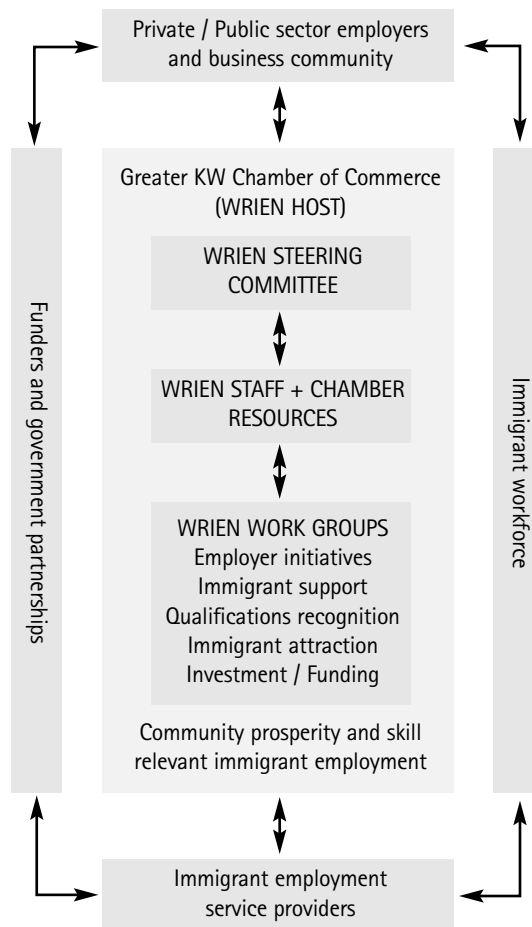 Private / Public sector employers
and business community
Greater KW Chamber of Commerce
(WRIEN HOST)
WRIEN STEERING
COMMITTEE
WRIEN STAFF + CHAMBER
RESOURCES
WRIEN WORK GROUPS
Employer initiatives
Immigrant support
Qualifications recognition
Immigrant attraction
Investment / Funding
Community prosperity and skill
relevant immigrant employment
Funders and government partnerships
Immigrant workforce
Immigrant employment
service providers